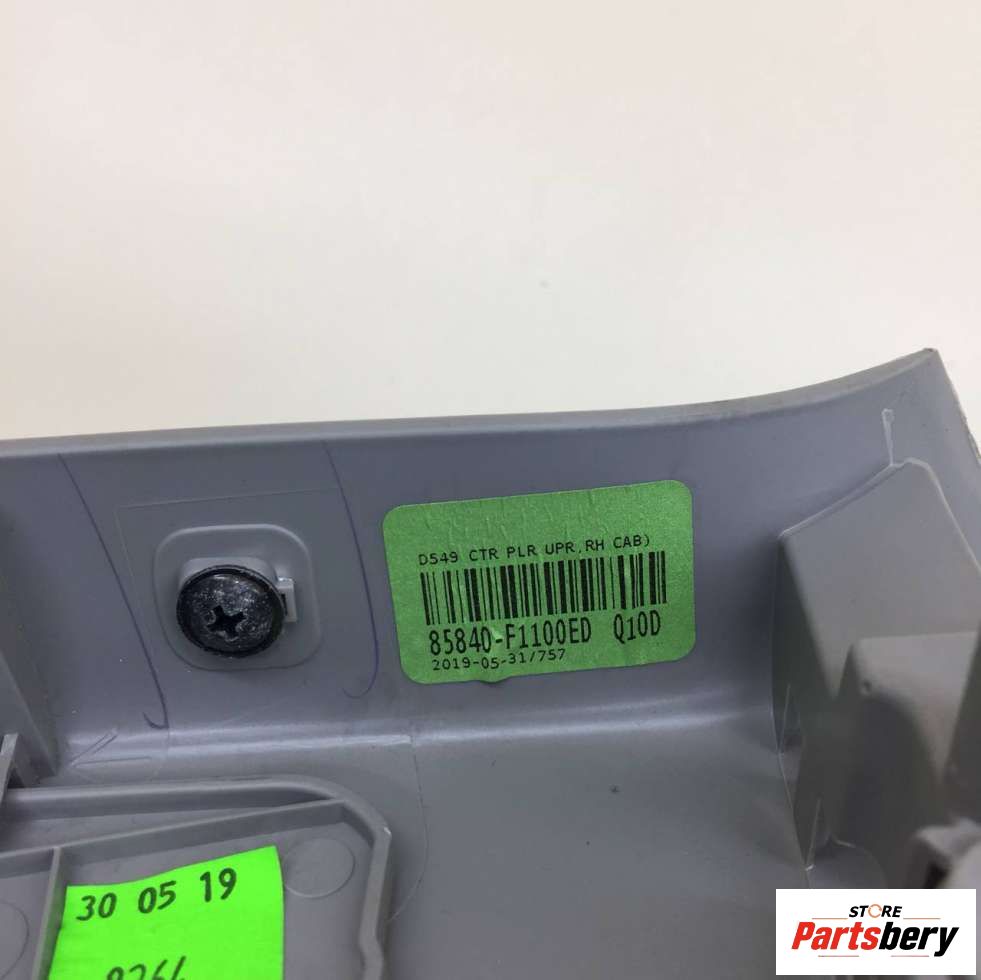 D549 CTR PLR UPR,RH CAB)
85840-F1100ED Q10D
2019-05-31/757
30 05 19
STORE
Partsbery